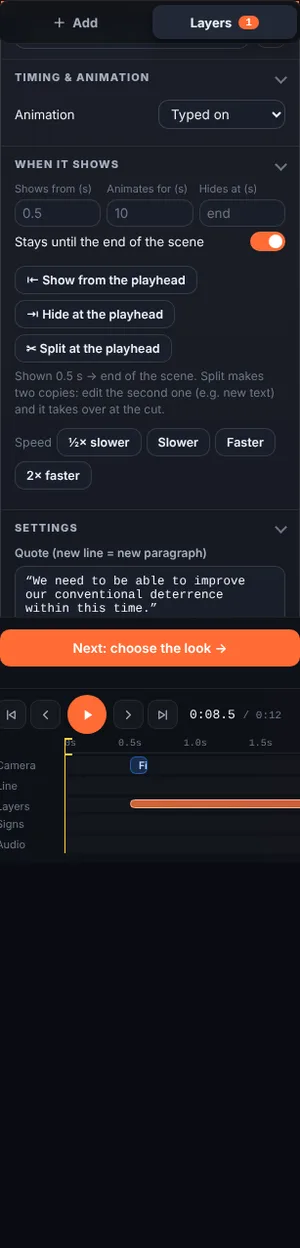 + Add
Layers 1
TIMING & ANIMATION
Animation
Typed on
WHEN IT SHOWS
Shows from (s) Animates for (s) Hides at (s)
0.5 10 end
Stays until the end of the scene
⇤ Show from the playhead
⇥ Hide at the playhead
✂ Split at the playhead
Shown 0.5 s → end of the scene. Split makes
two copies: edit the second one (e.g. new text)
and it takes over at the cut.
Speed ½× slower Slower Faster
2× faster
SETTINGS
Quote (new line = new paragraph)
“We need to be able to improve
our conventional deterrence
within this time.”
Next: choose the look →
0:08.5 / 0:12
0.5s 1.0s 1.5s
Camera
Fi
Line
Layers
Signs
Audio